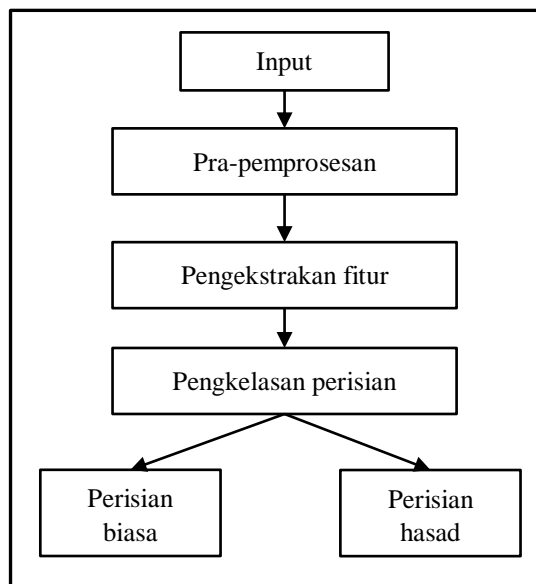 Input
Pra-pemprosesan
Pengekstrakan fitur
Pengkelasan perisian
Perisian
biasa
Perisian
hasad